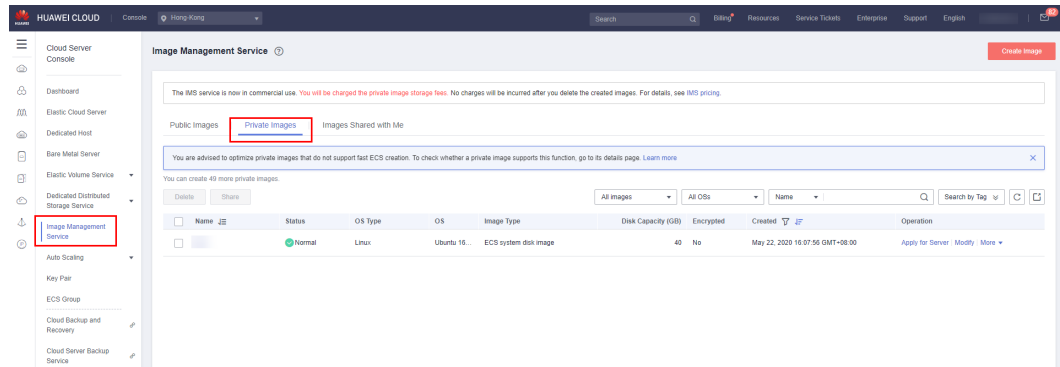 HUAWEI
HUAWEI CLOUD Console Hong-Kong Search Billing Resources Service Tickets Enterprise Support English 82
Cloud Server
Console
Dashboard
Elastic Cloud Server
Dedicated Host
Bare Metal Server
Elastic Volume Service
Dedicated Distributed
Storage Service
Image Management
Service
Auto Scaling
Key Pair
ECS Group
Cloud Backup and
Recovery
Cloud Server Backup
Service
Image Management Service ?
Create Image
The IMS service is now in commercial use. You will be charged the private image storage fees. No charges will be incurred after you delete the created images. For details, see IMS pricing.
Public Images Private Images Images Shared with Me
You are advised to optimize private images that do not support fast ECS creation. To check whether a private image supports this function, go to its details page. Learn more
You can create 49 more private images.
Delete Share All images All OSs Name Search by Tag
Name Status OS Type OS Image Type Disk Capacity (GB) Encrypted Created Operation
Normal Linux Ubuntu 16... ECS system disk image 40 No May 22, 2020 16:07:56 GMT+08:00 Apply for Server Modify More